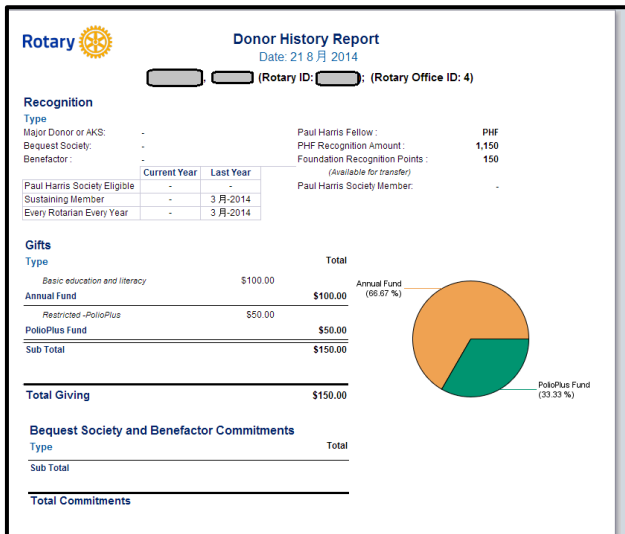 Rotary
Donor History Report
Date: 21 8 月 2014
, (Rotary ID: ); (Rotary Office ID: 4)
Recognition
Type
Major Donor or AKS: -
Bequest Society: -
Benefactor : -
Current Year Last Year
Paul Harris Society Eligible - -
Sustaining Member - 3 月-2014
Every Rotarian Every Year - 3 月-2014
Paul Harris Fellow : PHF
PHF Recognition Amount : 1,150
Foundation Recognition Points : 150
(Available for transfer)
Paul Harris Society Member: -
Gifts
Type Total
Basic education and literacy $100.00
Annual Fund $100.00
Restricted -PolioPlus $50.00
PolioPlus Fund $50.00
Sub Total $150.00
Total Giving $150.00
Annual Fund
(66.67 %)
PolioPlus Fund
(33.33 %)
Bequest Society and Benefactor Commitments
Type Total
Sub Total
Total Commitments